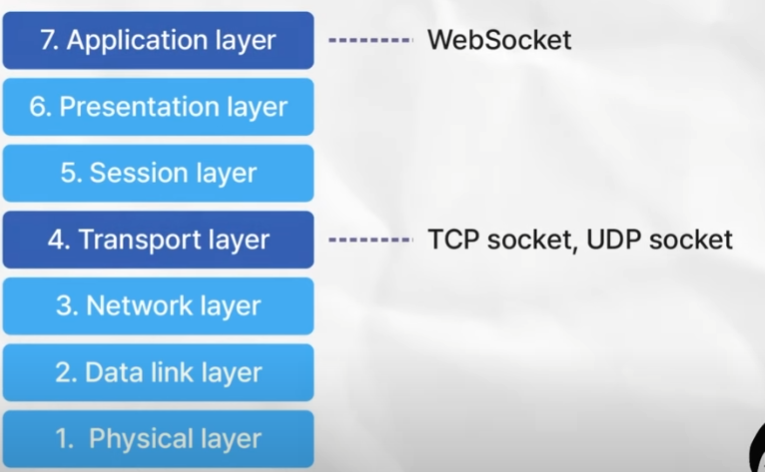 7. Application layer
WebSocket
6. Presentation layer
5. Session layer
4. Transport layer
TCP socket, UDP socket
3. Network layer
2. Data link layer
1. Physical layer